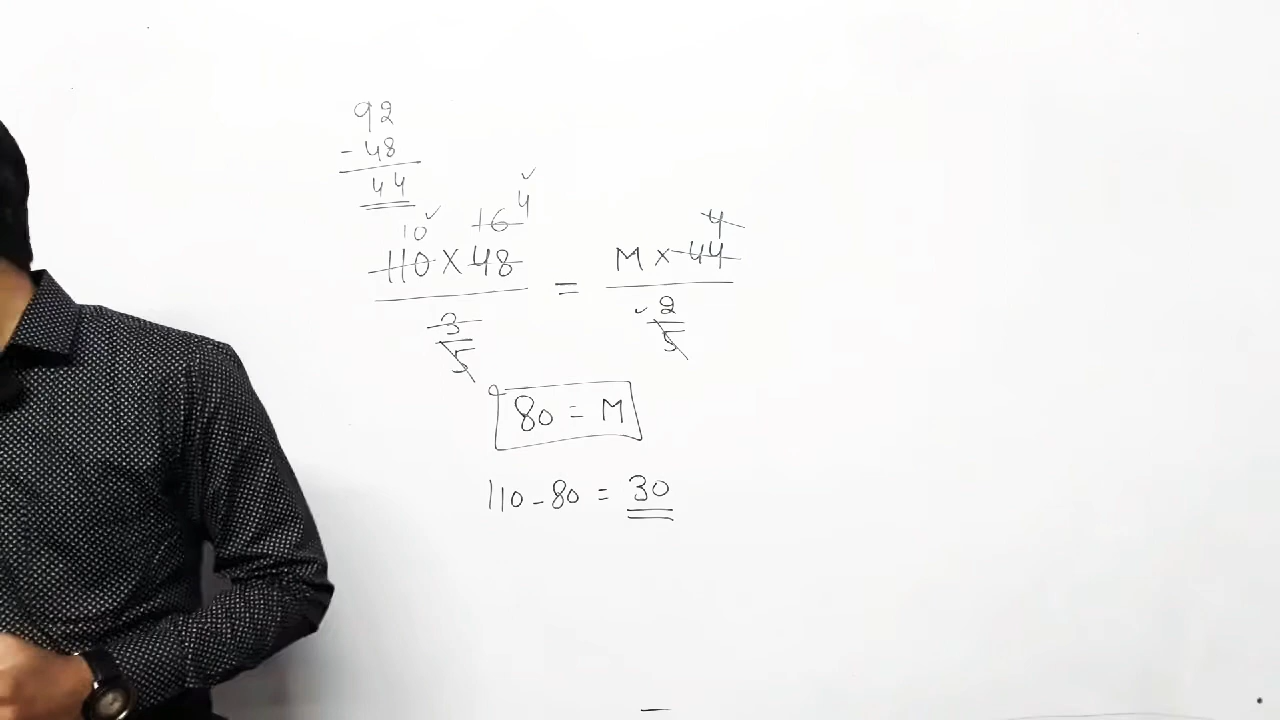 92
- 48
44
10 16 4 4
110 x 48 = M x 44
3 2
5 5
80 = M
110 - 80 = 30